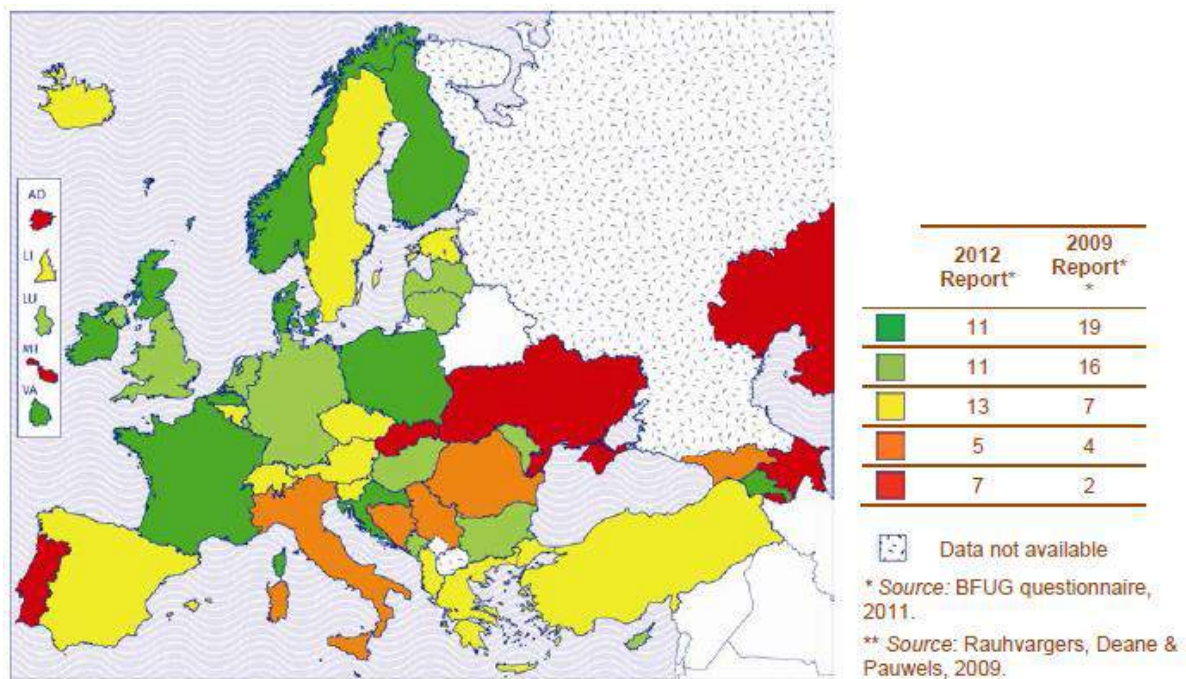 AD
LI
LU
MT
VA
2012 Report*
2009 Report*
*
11 19
11 16
13 7
5 4
7 2
Data not available
* Source: BFUG questionnaire,
2011.
** Source: Rauhvargers, Deane &
Pauwels, 2009.